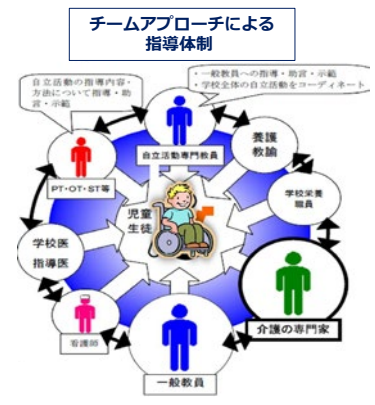 チームアプローチによる
指導体制
自立活動の指導内容・
方法について指導・助
言・示範
・一般教員への指導・助言・示範
・学校全体の自立活動をコーディネート
自立活動専門教員
養護
教諭
PT・OT・ST等
児童
生徒
学校栄養
職員
学校医
指導医
介護の専門家
看護師
一般教員